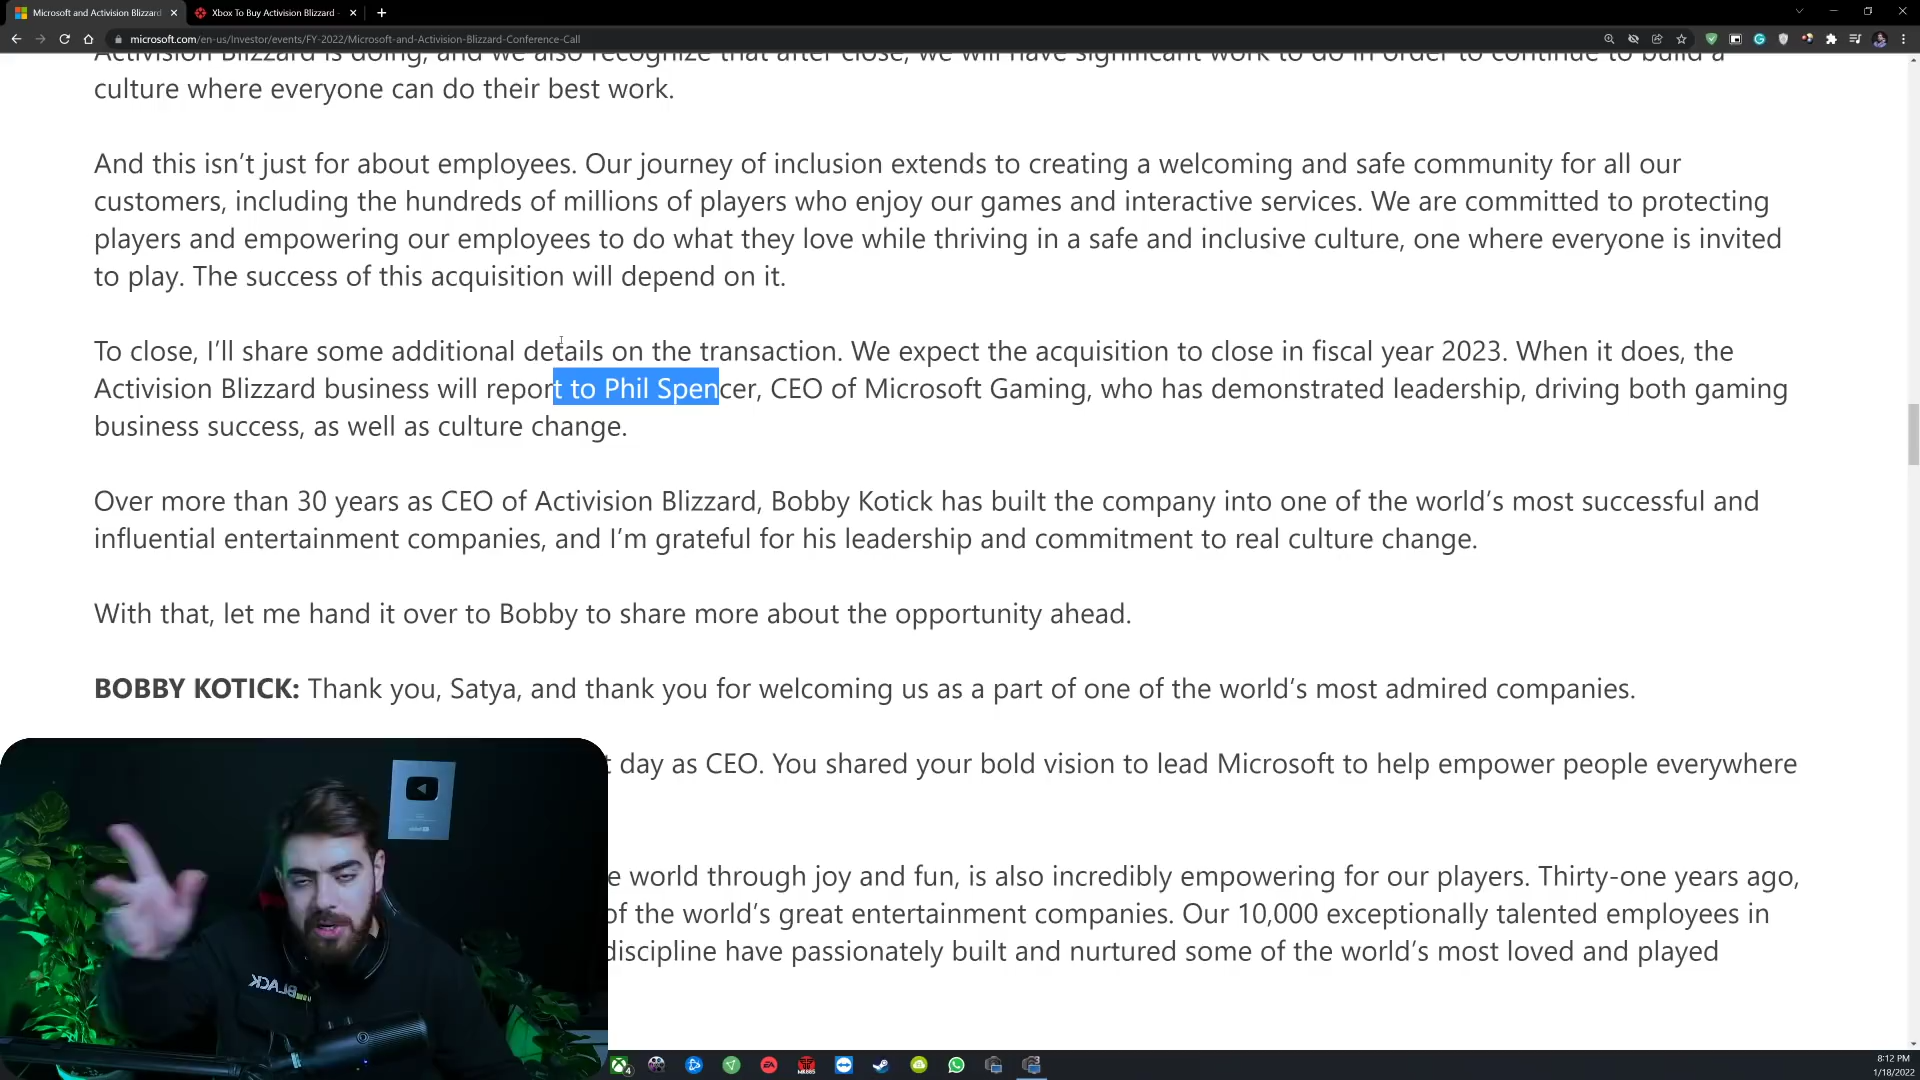 Microsoft and Activision Blizzard
Xbox To Buy Activision Blizzard -
microsoft.com/en-us/Investor/events/FY-2022/Microsoft-and-Activision-Blizzard-Conference-Call
Activision Blizzard is doing, and we also recognize that after close, we will have significant work to do in order to continue to build a
culture where everyone can do their best work.
And this isn’t just for about employees. Our journey of inclusion extends to creating a welcoming and safe community for all our
customers, including the hundreds of millions of players who enjoy our games and interactive services. We are committed to protecting
players and empowering our employees to do what they love while thriving in a safe and inclusive culture, one where everyone is invited
to play. The success of this acquisition will depend on it.
To close, I’ll share some additional details on the transaction. We expect the acquisition to close in fiscal year 2023. When it does, the
Activision Blizzard business will report to Phil Spencer, CEO of Microsoft Gaming, who has demonstrated leadership, driving both gaming
business success, as well as culture change.
Over more than 30 years as CEO of Activision Blizzard, Bobby Kotick has built the company into one of the world’s most successful and
influential entertainment companies, and I’m grateful for his leadership and commitment to real culture change.
With that, let me hand it over to Bobby to share more about the opportunity ahead.
BOBBY KOTICK: Thank you, Satya, and thank you for welcoming us as a part of one of the world’s most admired companies.
day as CEO. You shared your bold vision to lead Microsoft to help empower people everywhere
world through joy and fun, is also incredibly empowering for our players. Thirty-one years ago,
of the world’s great entertainment companies. Our 10,000 exceptionally talented employees in
discipline have passionately built and nurtured some of the world’s most loved and played
BLACK
EA
4
8:12 PM
1/18/2022